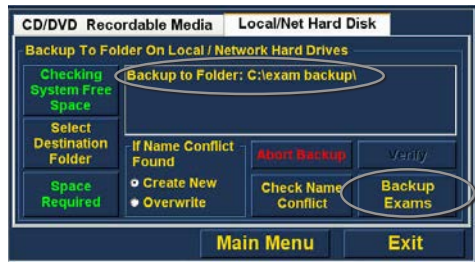 CD/DVD Recordable Media
Local/Net Hard Disk
Backup To Folder On Local / Network Hard Drives
Checking
System Free
Space
Backup to Folder: C:\exam backup\
Select
Destination
Folder
If Name Conflict
Found
Abort Backup
Verify
Space
Required
Create New
Overwrite
Check Name
Conflict
Backup
Exams
Main Menu
Exit